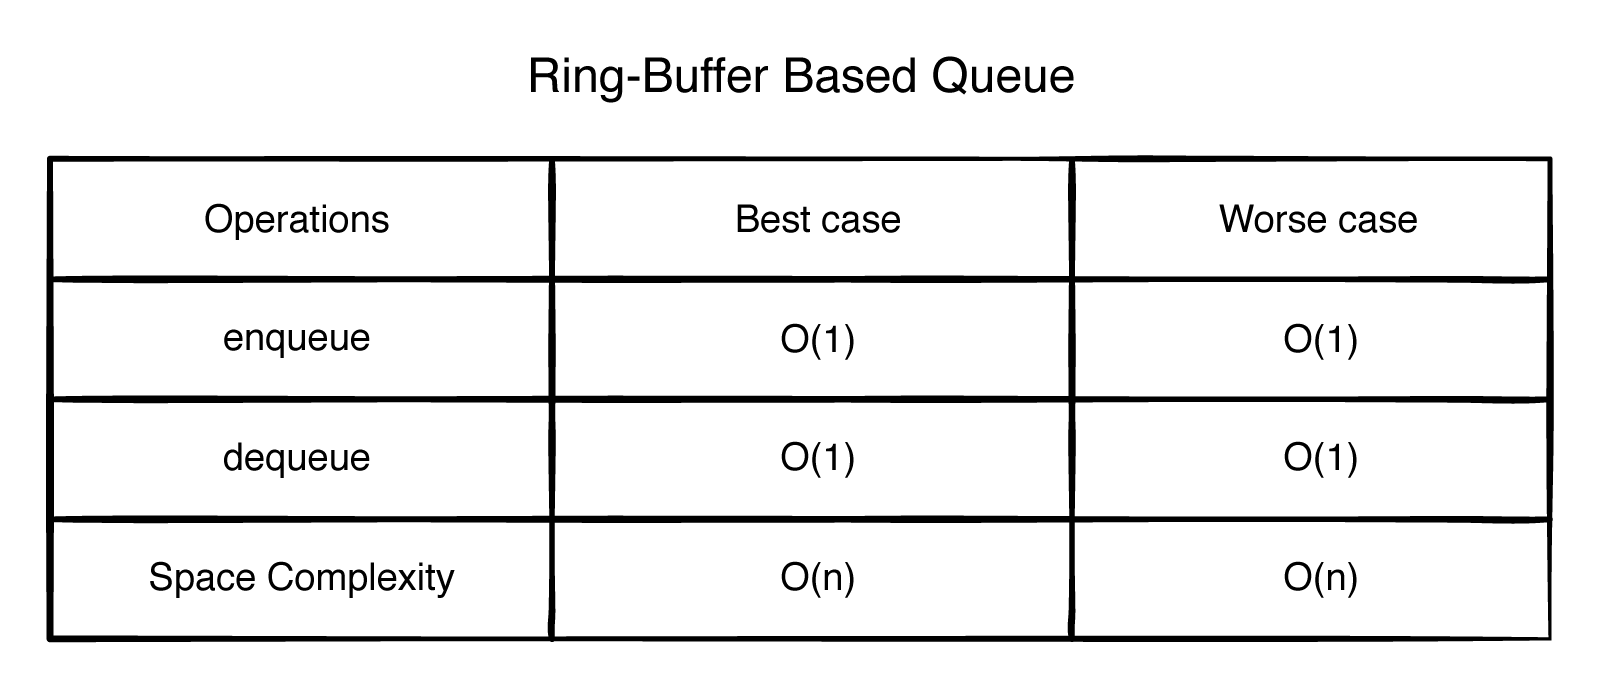 Ring-Buffer Based Queue
Operations Best case Worse case
enqueue O(1) O(1)
dequeue O(1) O(1)
Space Complexity O(n) O(n)